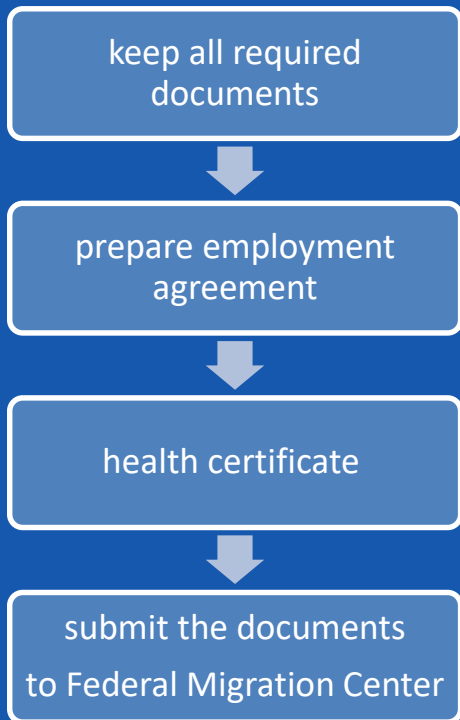 keep all required
documents
prepare employment
agreement
health certificate
submit the documents
to Federal Migration Center